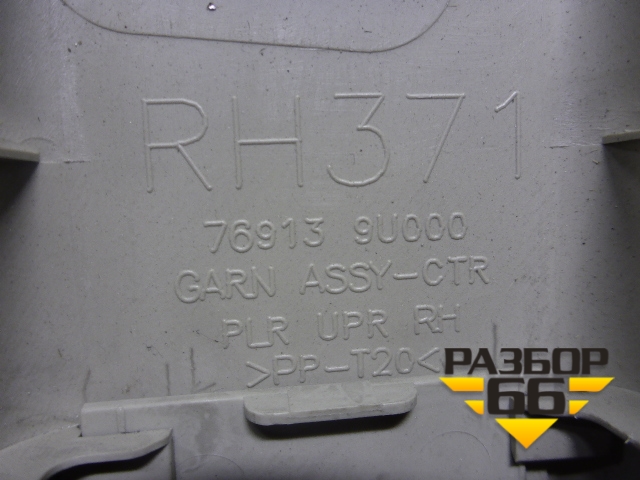 RH371
76913 9U000
GARN ASSY-CTR
PLR UPR RH
>PP-T20<
РАЗБОР
66